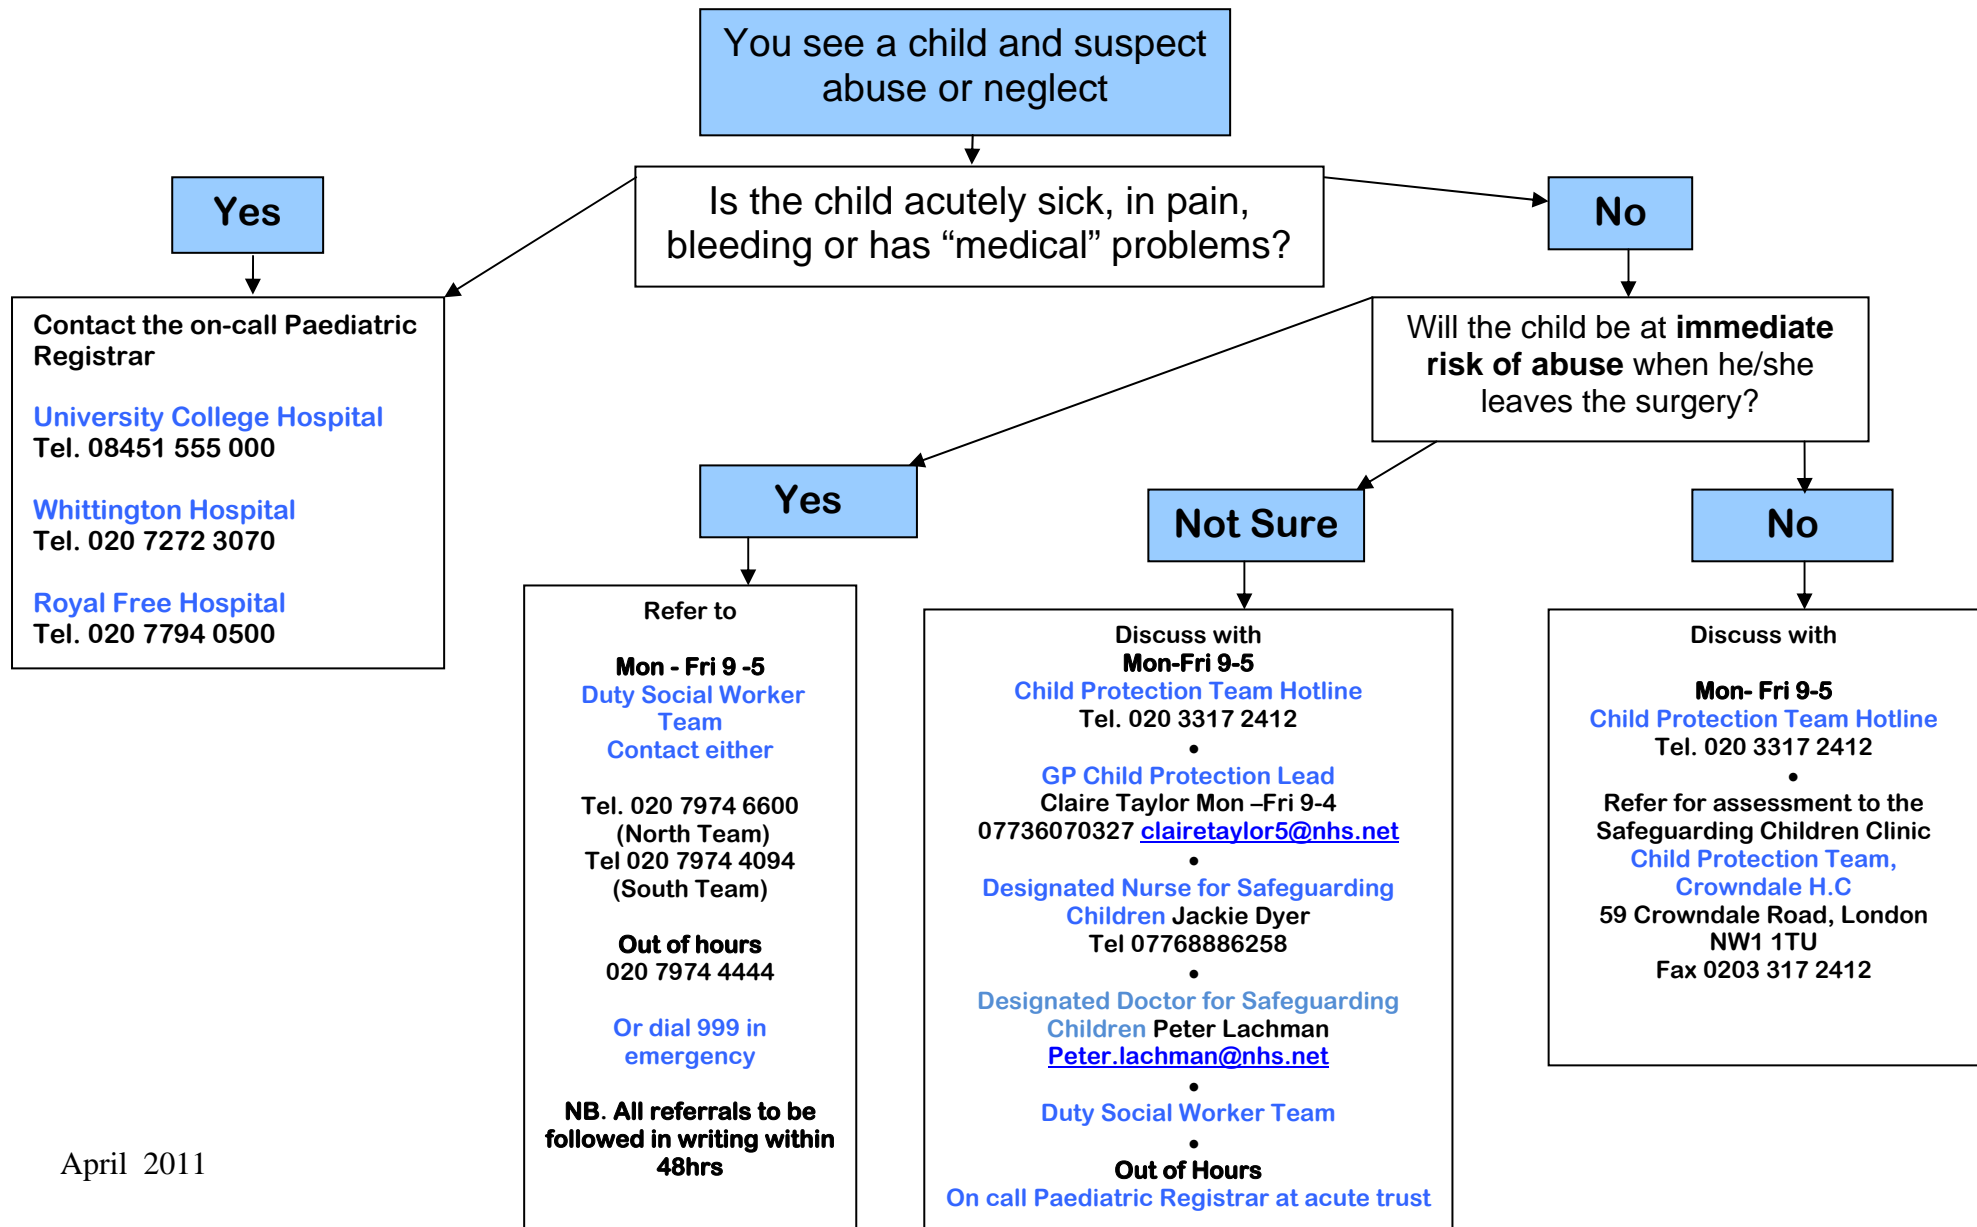 You see a child and suspect
abuse or neglect
Is the child acutely sick, in pain,
bleeding or has “medical” problems?
Yes
Contact the on-call Paediatric
Registrar
University College Hospital
Tel. 08451 555 000
Whittington Hospital
Tel. 020 7272 3070
Royal Free Hospital
Tel. 020 7794 0500
No
Will the child be at immediate
risk of abuse when he/she
leaves the surgery?
Yes
Refer to
Mon - Fri 9 -5
Duty Social Worker
Team
Contact either
Tel. 020 7974 6600
(North Team)
Tel 020 7974 4094
(South Team)
Out of hours
020 7974 4444
Or dial 999 in
emergency
NB. All referrals to be
followed in writing within
48hrs
Not Sure
Discuss with
Mon-Fri 9-5
Child Protection Team Hotline
Tel. 020 3317 2412
•
GP Child Protection Lead
Claire Taylor Mon –Fri 9-4
07736070327 clairetaylor5@nhs.net
•
Designated Nurse for Safeguarding
Children Jackie Dyer
Tel 07768886258
•
Designated Doctor for Safeguarding
Children Peter Lachman
Peter.lachman@nhs.net
•
Duty Social Worker Team
•
Out of Hours
On call Paediatric Registrar at acute trust
No
Discuss with
Mon- Fri 9-5
Child Protection Team Hotline
Tel. 020 3317 2412
•
Refer for assessment to the
Safeguarding Children Clinic
Child Protection Team,
Crowndale H.C
59 Crowndale Road, London
NW1 1TU
Fax 0203 317 2412
April 2011